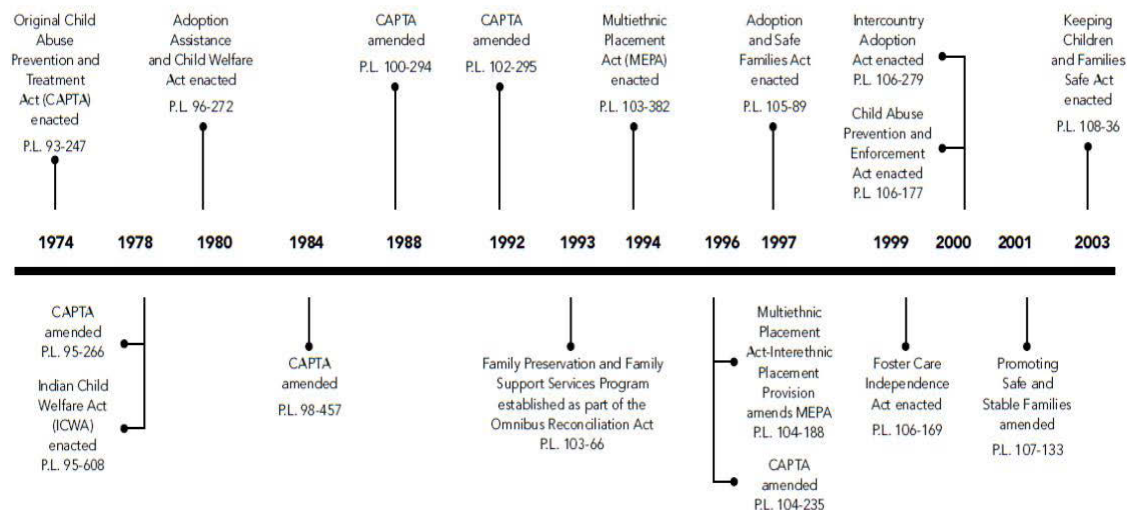 Original Child
Abuse
Prevention and
Treatment
Act (CAPTA)
enacted
P.L. 93-247
Adoption
Assistance
and Child Welfare
Act enacted
P.L. 96-272
CAPTA
amended
P.L. 100-294
CAPTA
amended
P.L. 102-295
Multiethnic
Placement
Act (MEPA)
enacted
P.L. 103-382
Adoption
and Safe
Families Act
enacted
P.L. 105-89
Intercountry
Adoption
Act enacted
P.L. 106-279
Child Abuse
Prevention and
Enforcement
Act enacted
P.L. 106-177
Keeping
Children
and Families
Safe Act
enacted
P.L. 108-36
1974 1978 1980 1984 1988 1992 1993 1994 1996 1997 1999 2000 2001 2003
CAPTA
amended
P.L. 95-266
Indian Child
Welfare Act
(ICWA)
enacted
P.L. 95-608
CAPTA
amended
P.L. 98-457
Family Preservation and Family
Support Services Program
established as part of the
Omnibus Reconciliation Act
P.L. 103-66
Multiethnic
Placement
Act-Interethnic
Placement
Provision
amends MEPA
P.L. 104-188
CAPTA
amended
P.L. 104-235
Foster Care
Independence
Act enacted
P.L. 106-169
Promoting
Safe and
Stable Families
amended
P.L. 107-133